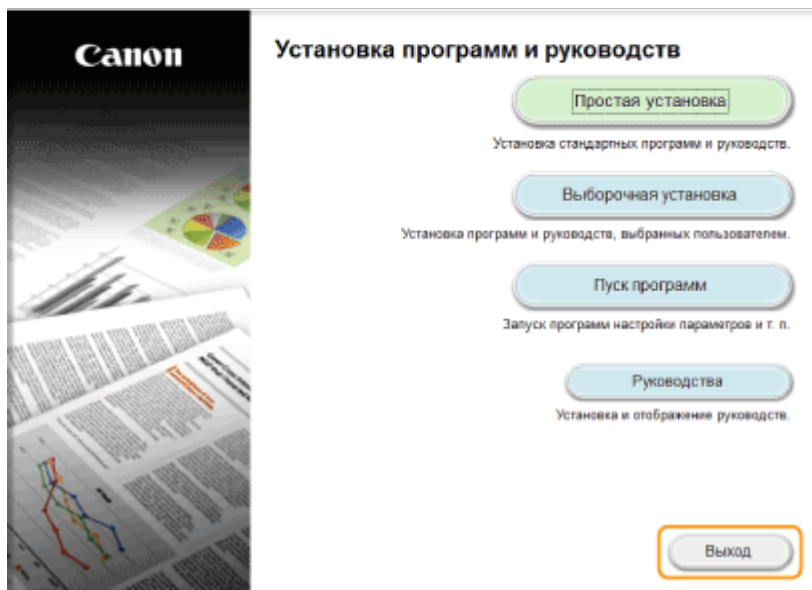 Canon
Установка программ и руководств
Простая установка
Установка стандартных программ и руководств.
Выборочная установка
Установка программ и руководств, выбранных пользователем.
Пуск программ
Запуск программ настройки параметров и т. п.
Руководства
Установка и отображение руководств.
Выход